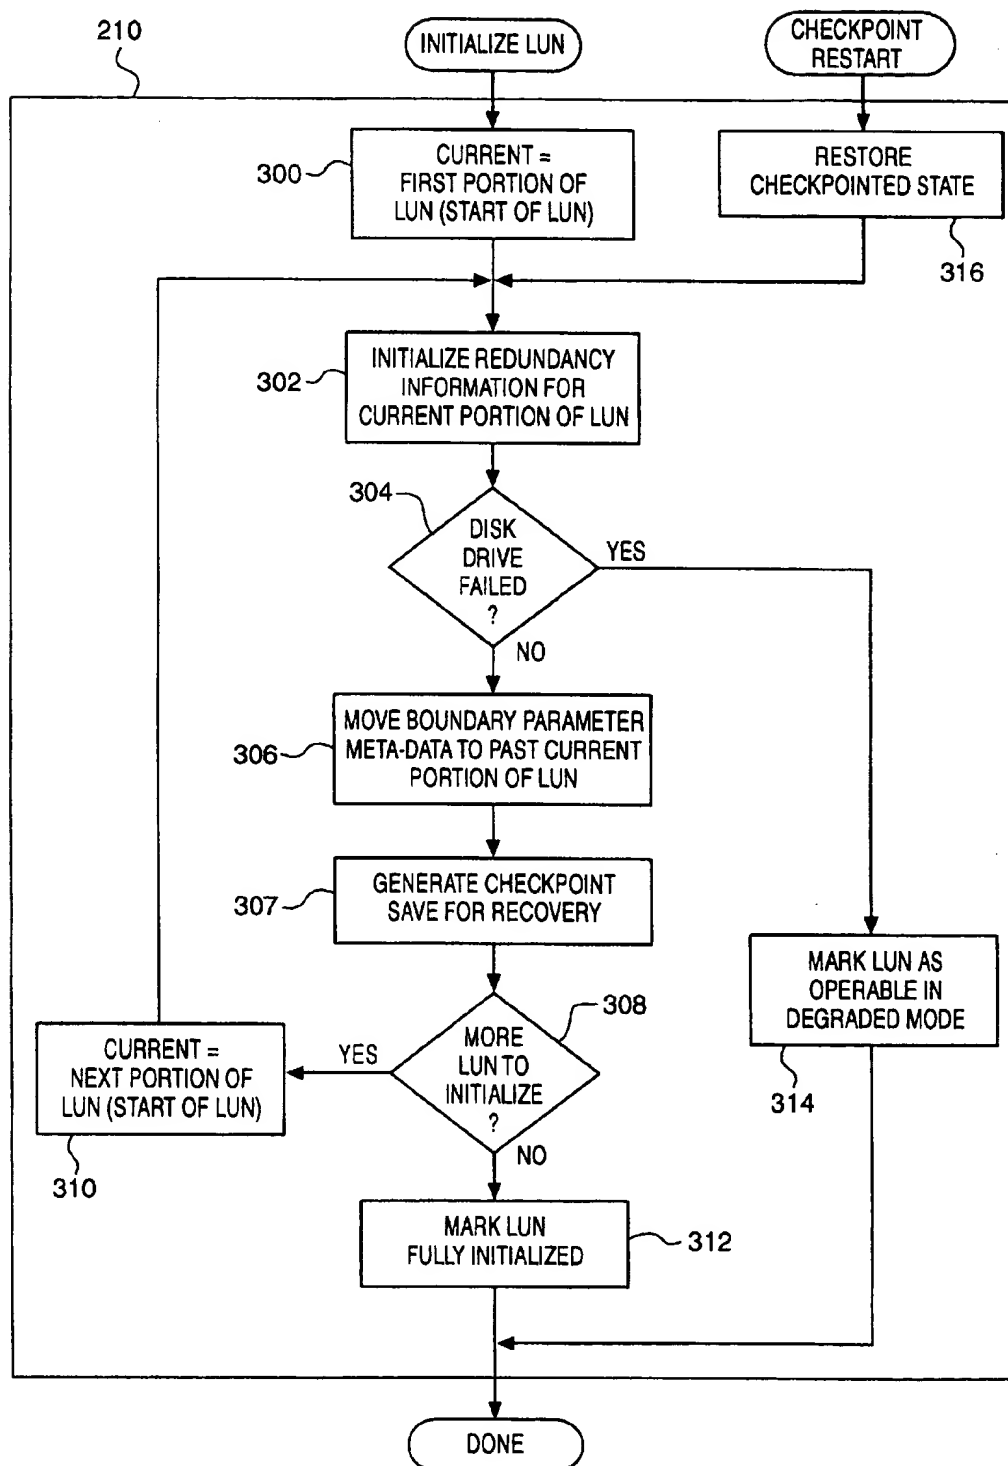 210
INITIALIZE LUN
CHECKPOINT
RESTART
300
CURRENT =
FIRST PORTION OF
LUN (START OF LUN)
RESTORE
CHECKPOINTED STATE
316
302
INITIALIZE REDUNDANCY
INFORMATION FOR
CURRENT PORTION OF LUN
304
DISK
DRIVE
FAILED
?
YES
NO
306
MOVE BOUNDARY PARAMETER
META-DATA TO PAST CURRENT
PORTION OF LUN
307
GENERATE CHECKPOINT
SAVE FOR RECOVERY
MARK LUN AS
OPERABLE IN
DEGRADED MODE
314
308
MORE
LUN TO
INITIALIZE
?
YES
NO
CURRENT =
NEXT PORTION OF
LUN (START OF LUN)
310
MARK LUN
FULLY INITIALIZED
312
DONE